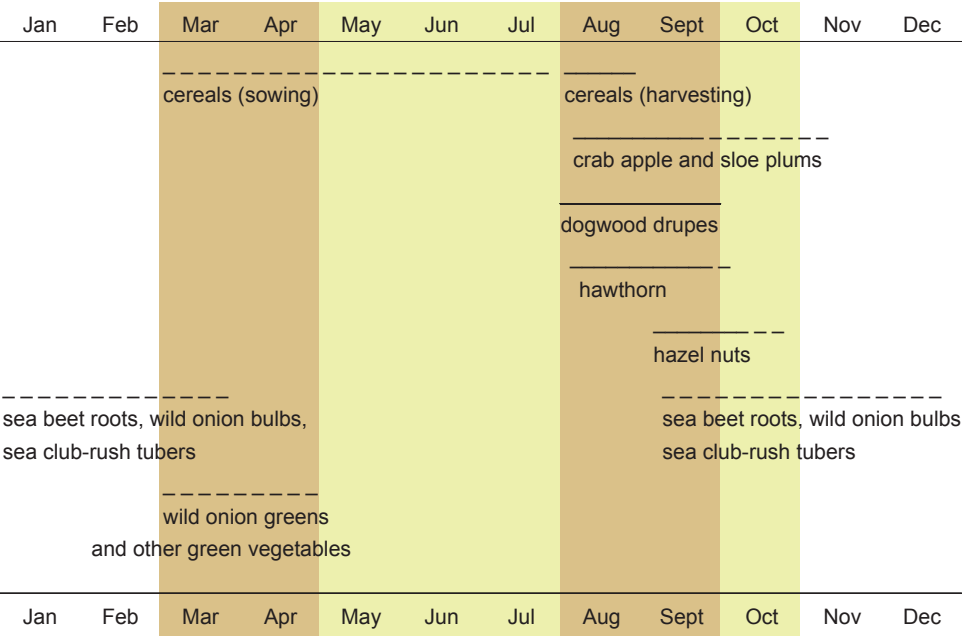 Jan Feb Mar Apr May Jun Jul Aug Sept Oct Nov Dec
cereals (sowing) cereals (harvesting)
crab apple and sloe plums
dogwood drupes
hawthorn
hazel nuts
sea beet roots, wild onion bulbs, sea beet roots, wild onion bulbs
sea club-rush tubers sea club-rush tubers
wild onion greens
and other green vegetables
Jan Feb Mar Apr May Jun Jul Aug Sept Oct Nov Dec